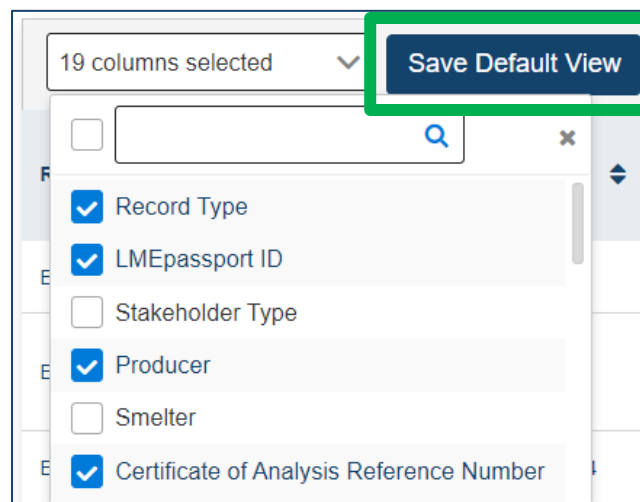 19 columns selected
Save Default View
Record Type
LMEpassport ID
Stakeholder Type
Producer
Smelter
Certificate of Analysis Reference Number